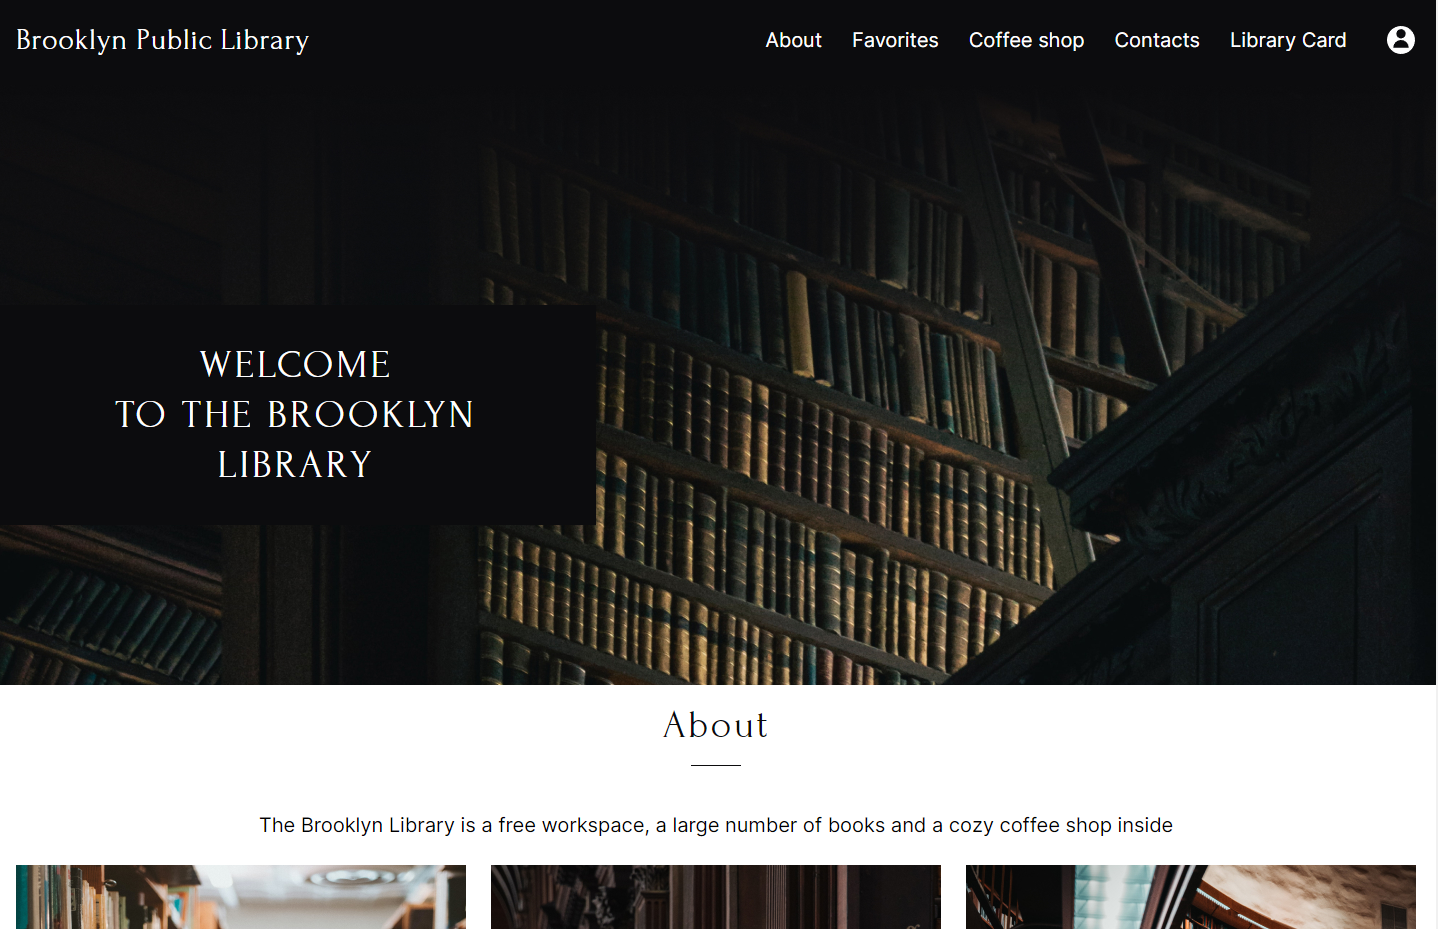 Brooklyn Public Library
About Favorites Coffee shop Contacts Library Card
WELCOME
TO THE BROOKLYN
LIBRARY
About
The Brooklyn Library is a free workspace, a large number of books and a cozy coffee shop inside